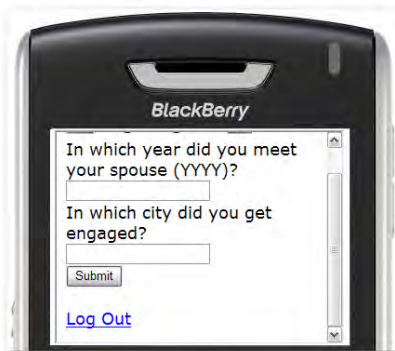 BlackBerry
In which year did you meet
your spouse (YYYY)?
In which city did you get
engaged?
Submit
Log Out